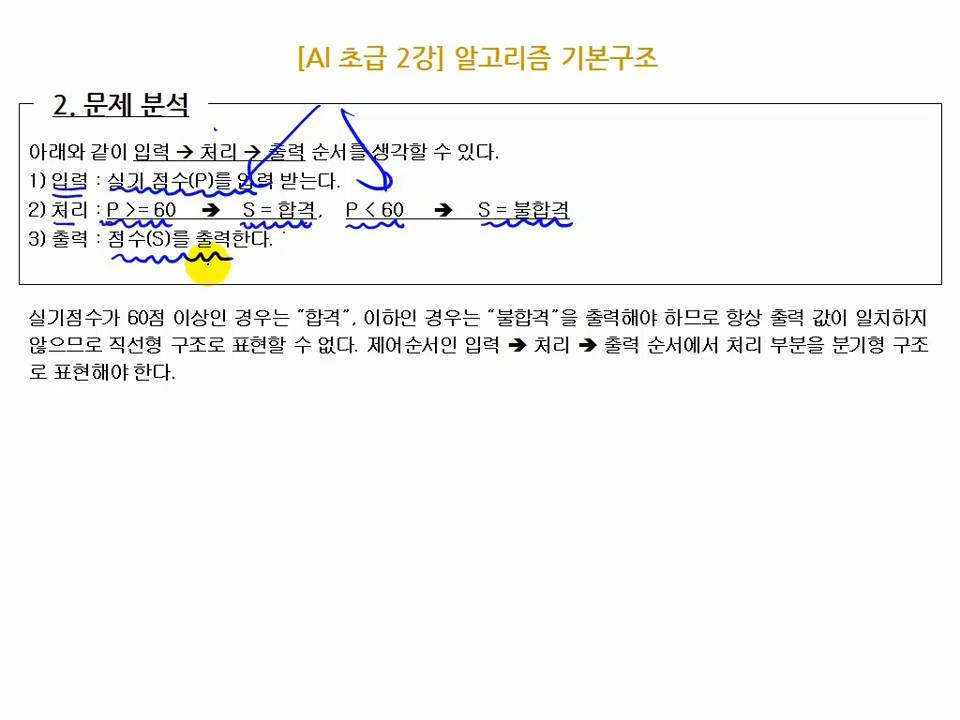 [AI 초급 2강] 알고리즘 기본구조
2. 문제 분석
아래와 같이 입력 → 처리 → 출력 순서를 생각할 수 있다.
1) 입력 : 실기 점수(P)를 입력 받는다.
2) 처리 : P >= 60 → S = 합격, P < 60 → S = 불합격
3) 출력 : 점수(S)를 출력한다.
실기점수가 60점 이상인 경우는 “합격”, 이하인 경우는 “불합격”을 출력해야 하므로 항상 출력 값이 일치하지
않으므로 직선형 구조로 표현할 수 없다. 제어순서인 입력 → 처리 → 출력 순서에서 처리 부분을 분기형 구조
로 표현해야 한다.